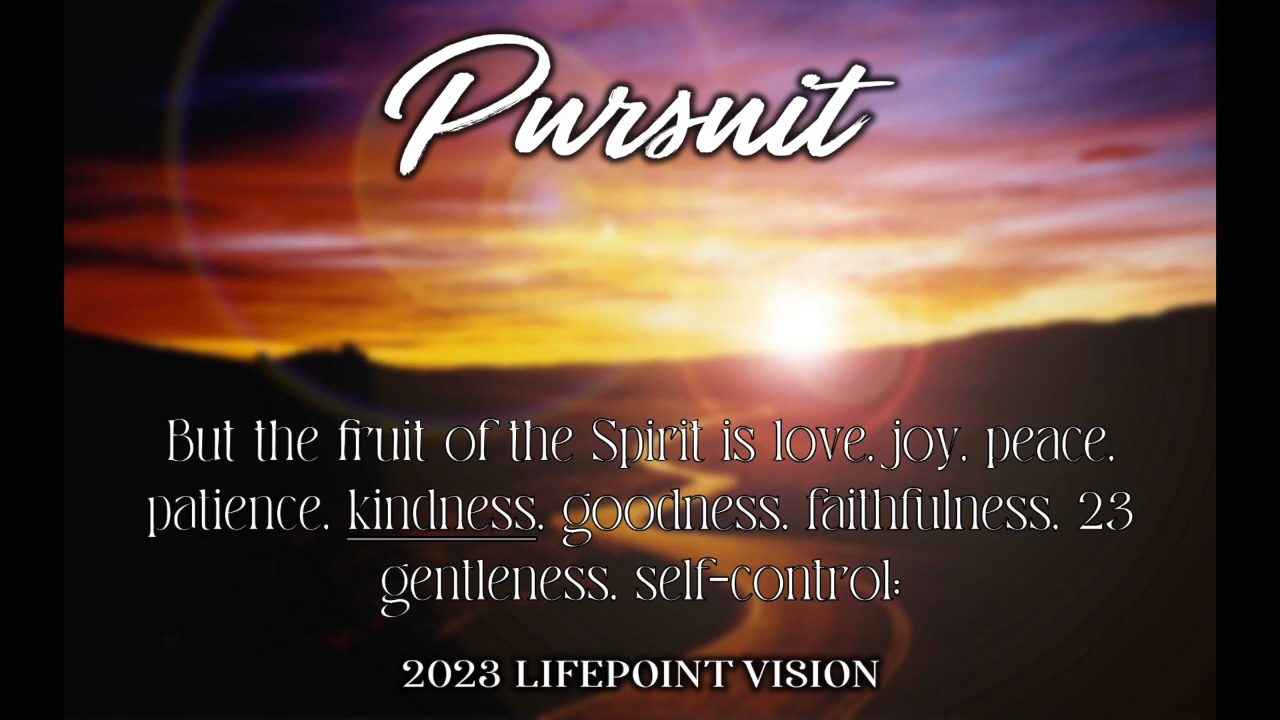 Pursuit
But the fruit of the Spirit is love, joy, peace,
patience, kindness, goodness, faithfulness, 23
gentleness, self-control;
2023 LIFEPOINT VISION